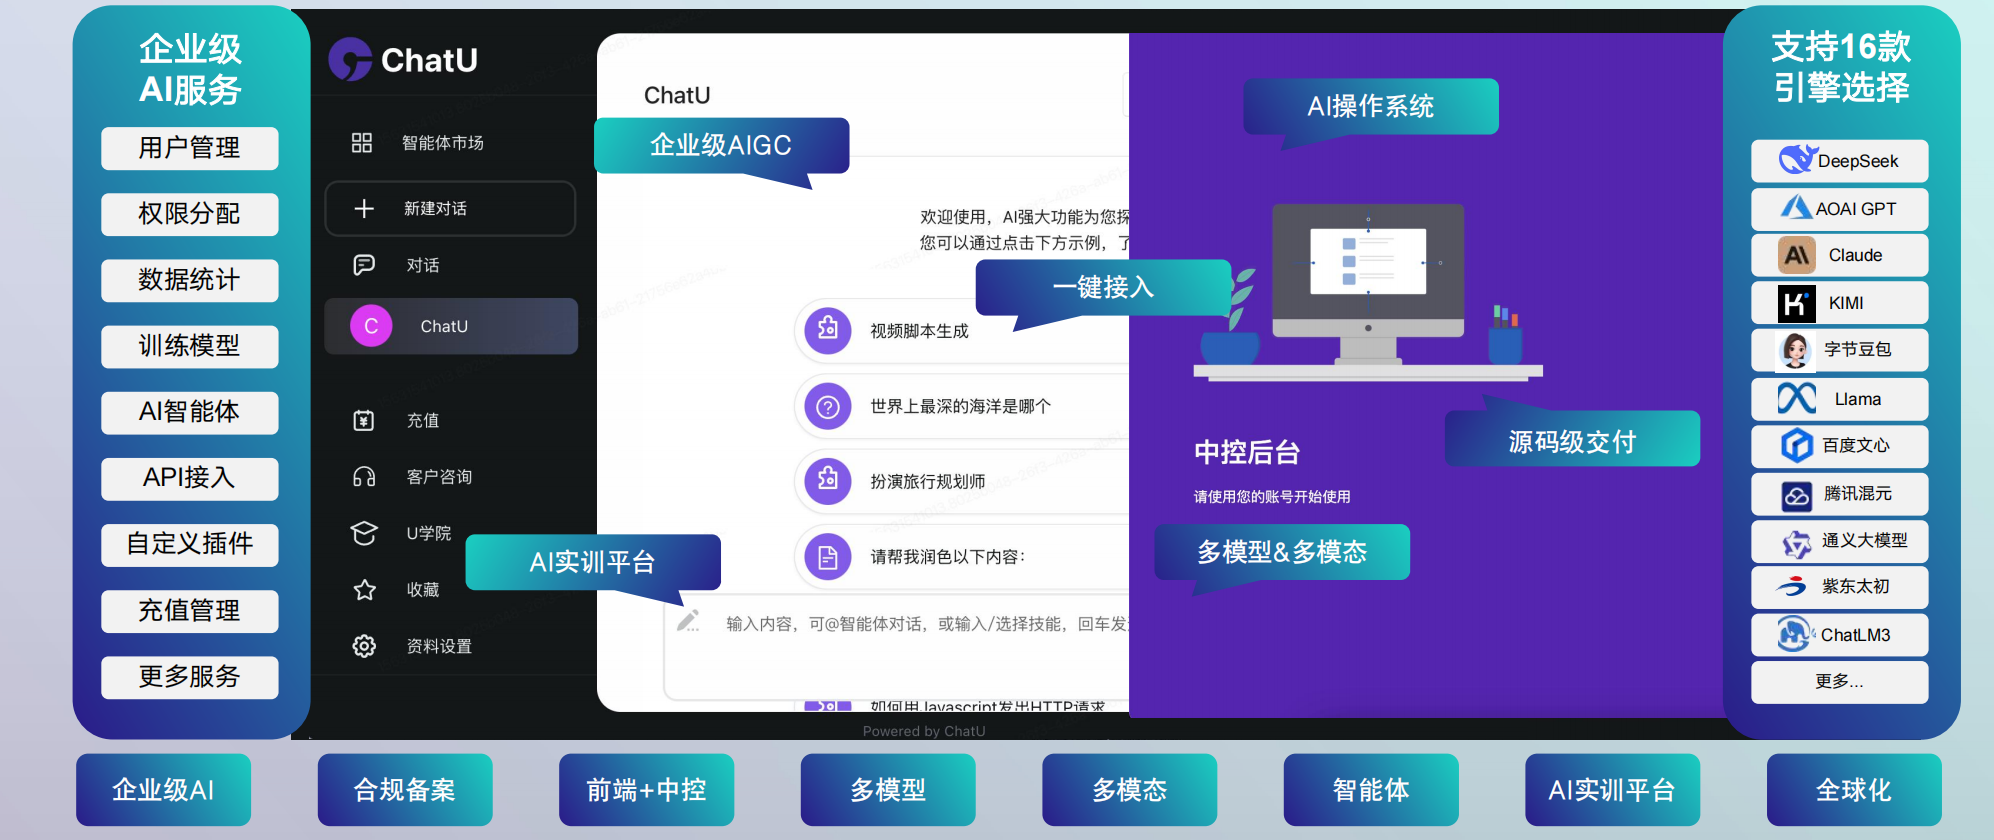 企业级
AI服务
用户管理
权限分配
数据统计
训练模型
AI智能体
API接入
自定义插件
充值管理
更多服务
ChatU
智能体市场
新建对话
对话
C
ChatU
充值
客户咨询
U学院
收藏
资料设置
ChatU
企业级AIGC
欢迎使用，AI强大功能为您探
您可以通过点击下方示例，了
一键接入
视频脚本生成
世界上最深的海洋是哪个
扮演旅行规划师
请帮我润色以下内容：
AI实训平台
输入内容，可@智能体对话，或输入/选择技能，回车发
如何用Javascript发出HTTP请求
Powered by ChatU
AI操作系统
源码级交付
中控后台
请使用您的账号开始使用
多模型&多模态
支持16款
引擎选择
DeepSeek
AOAI GPT
Claude
KIMI
字节豆包
Llama
百度文心
腾讯混元
通义大模型
紫东太初
ChatLM3
更多...
企业级AI
合规备案
前端+中控
多模型
多模态
智能体
AI实训平台
全球化